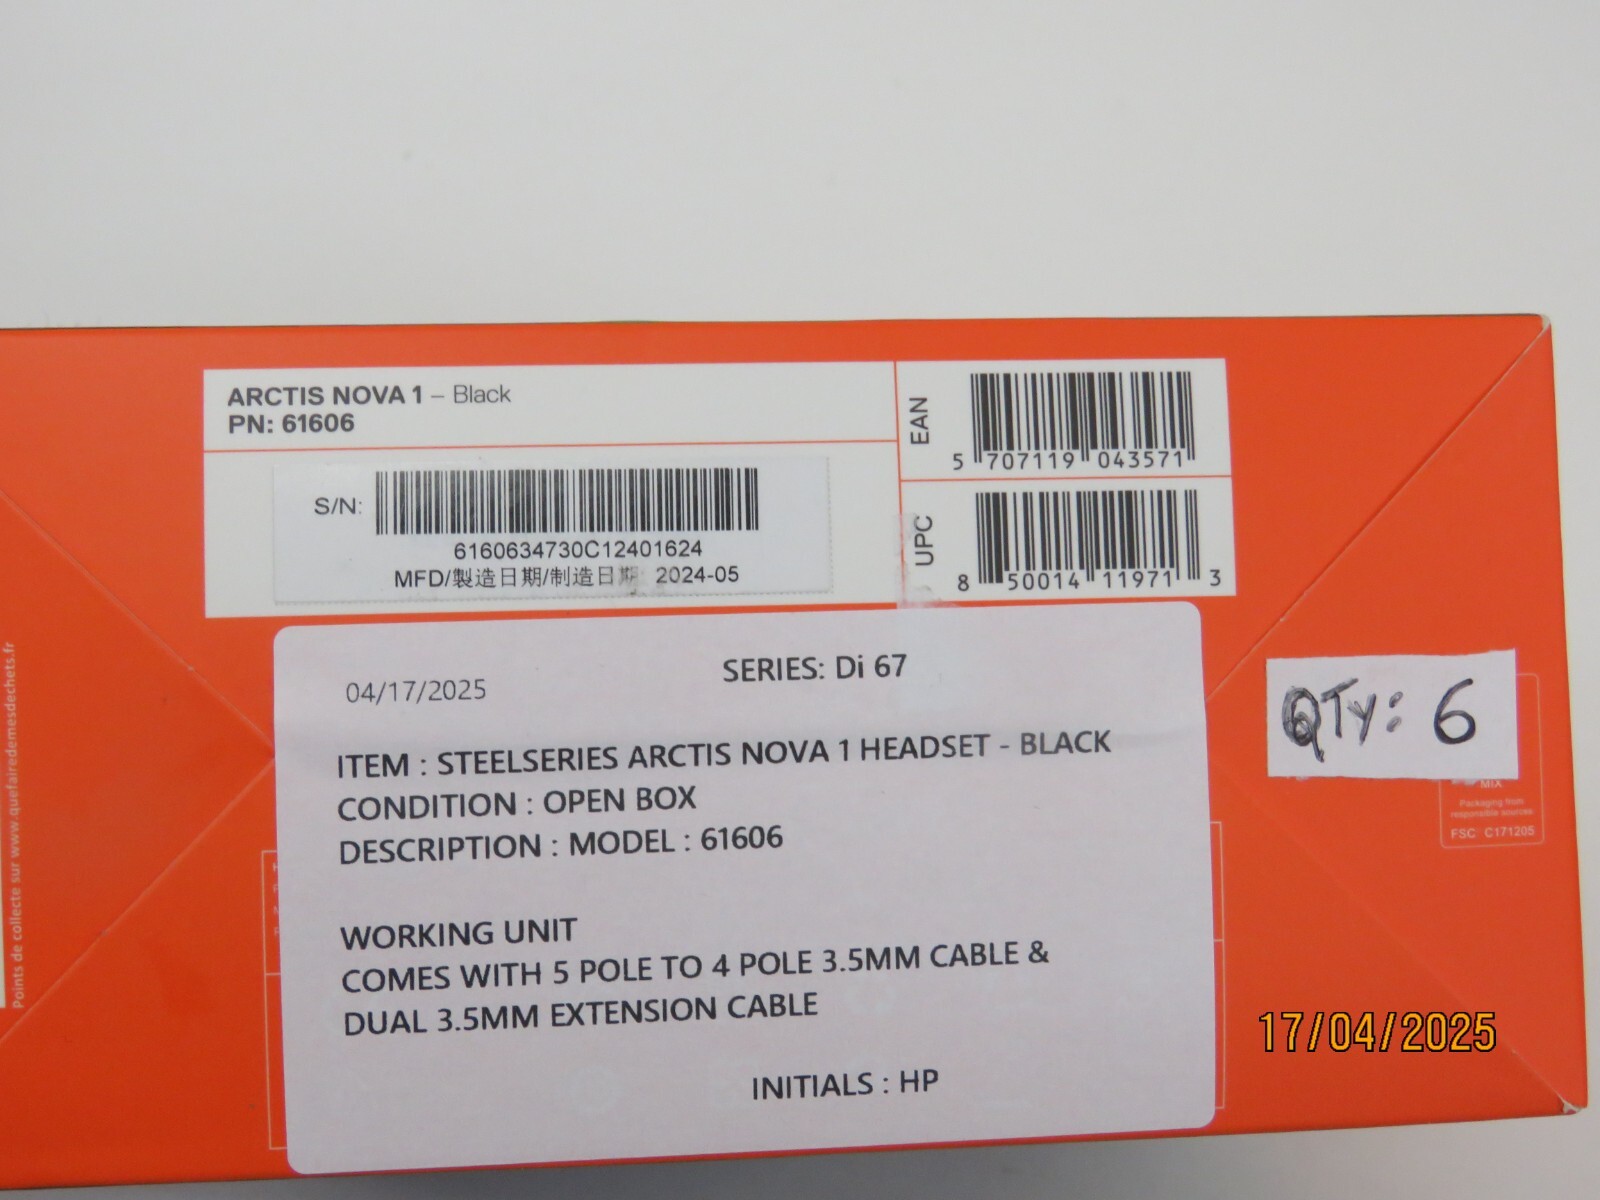 ARCTIS NOVA 1 – Black
PN: 61606
S/N:
6160634730C12401624
MFD/製造日期/制造日期 2024-05
EAN
5 707119 043571
UPC
8 50014 11971 3
04/17/2025
SERIES: Di 67
ITEM : STEELSERIES ARCTIS NOVA 1 HEADSET - BLACK
CONDITION : OPEN BOX
DESCRIPTION : MODEL : 61606
WORKING UNIT
COMES WITH 5 POLE TO 4 POLE 3.5MM CABLE &
DUAL 3.5MM EXTENSION CABLE
INITIALS : HP
QTY: 6
MIX
Packaging from
responsible sources
FSC C171205
Points de collecte sur www.quefairedemesdechets.fr
17/04/2025